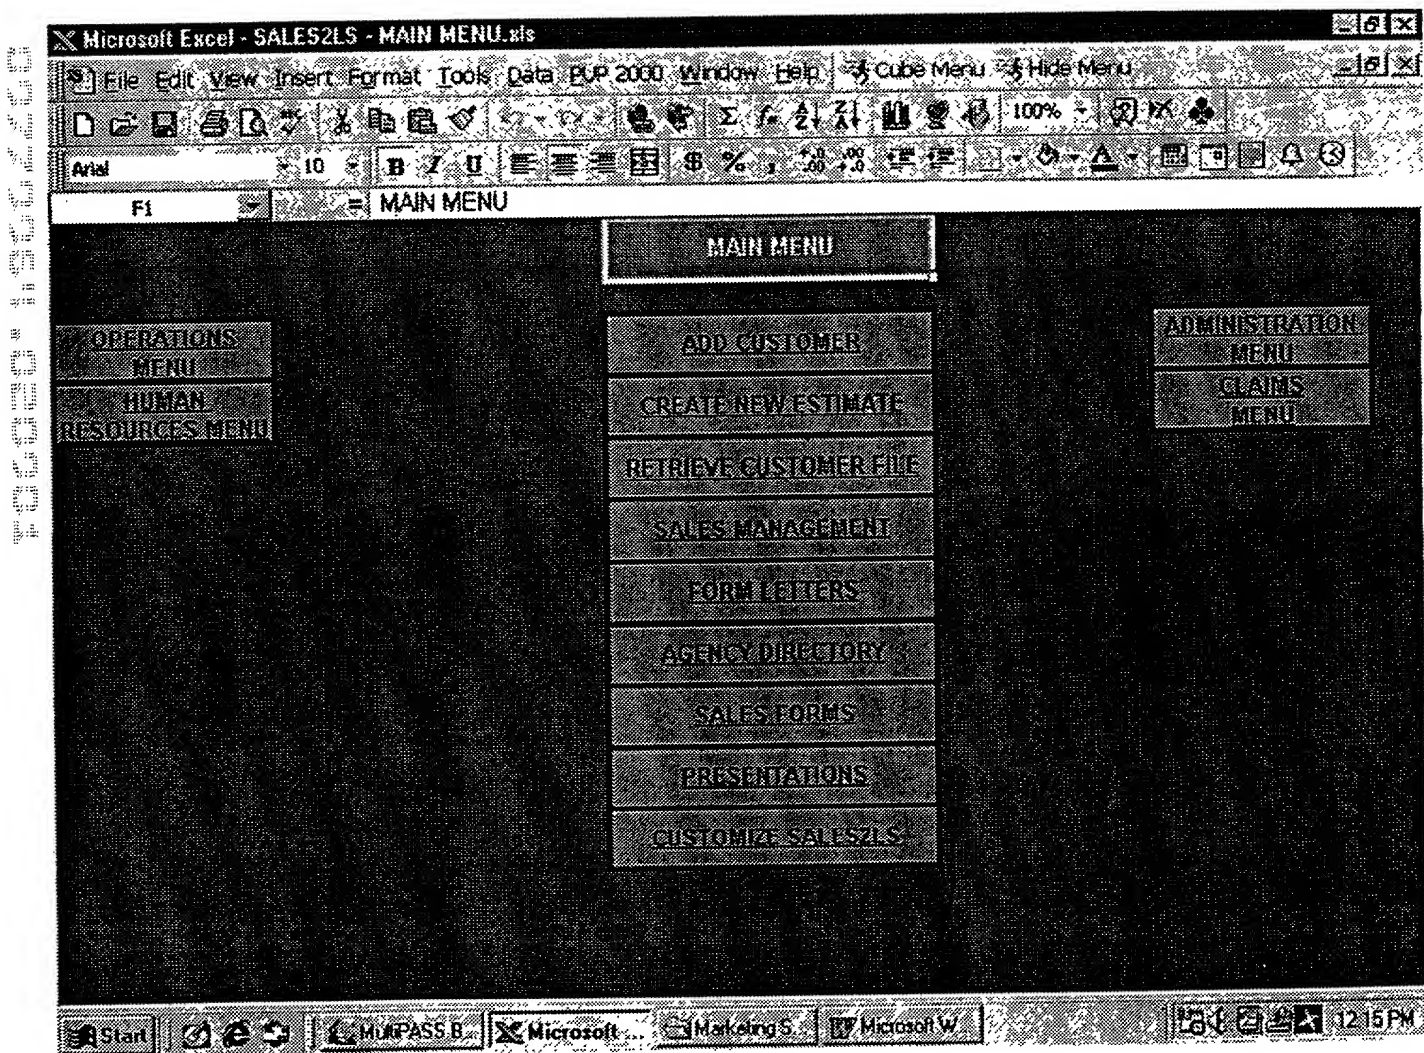 Microsoft Excel - SALES2LS - MAIN MENU.xls
File Edit View Insert Format Tools Data PUP 2000 Window Help Cube Menu Hide Menu
100%
Arial 10 B I U $ % ,
F1 = MAIN MENU
MAIN MENU
OPERATIONS
MENU
HUMAN
RESOURCES MENU
ADD CUSTOMER
CREATE NEW ESTIMATE
RETRIEVE CUSTOMER FILE
SALES MANAGEMENT
FORM LETTERS
AGENCY DIRECTORY
SALES FORMS
PRESENTATIONS
CUSTOMIZE SALES2LS
ADMINISTRATION
MENU
CLAIMS
MENU
Start MultiPASS B... Microsoft ... Marketing S... Microsoft W... 12:15 PM